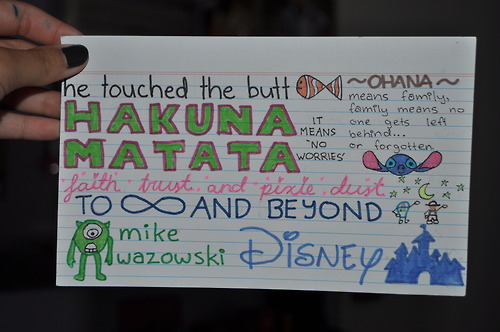 he touched the butt
~OHANA~
means family,
family means no
one gets left
behind...
or forgotten
HAKUNA
MATATA
IT
MEANS
"NO
WORRIES"
faith, trust, and pixie dust
TO ∞ AND BEYOND
mike
wazowski
DISNEY